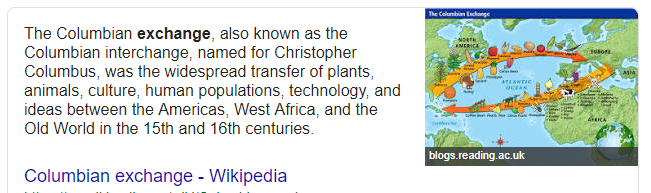 The Columbian exchange, also known as the
Columbian interchange, named for Christopher
Columbus, was the widespread transfer of plants,
animals, culture, human populations, technology, and
ideas between the Americas, West Africa, and the
Old World in the 15th and 16th centuries.
Columbian exchange - Wikipedia
The Columbian Exchange
NORTH
AMERICA
EUROPE
ASIA
ATLANTIC
OCEAN
AFRICA
blogs.reading.ac.uk